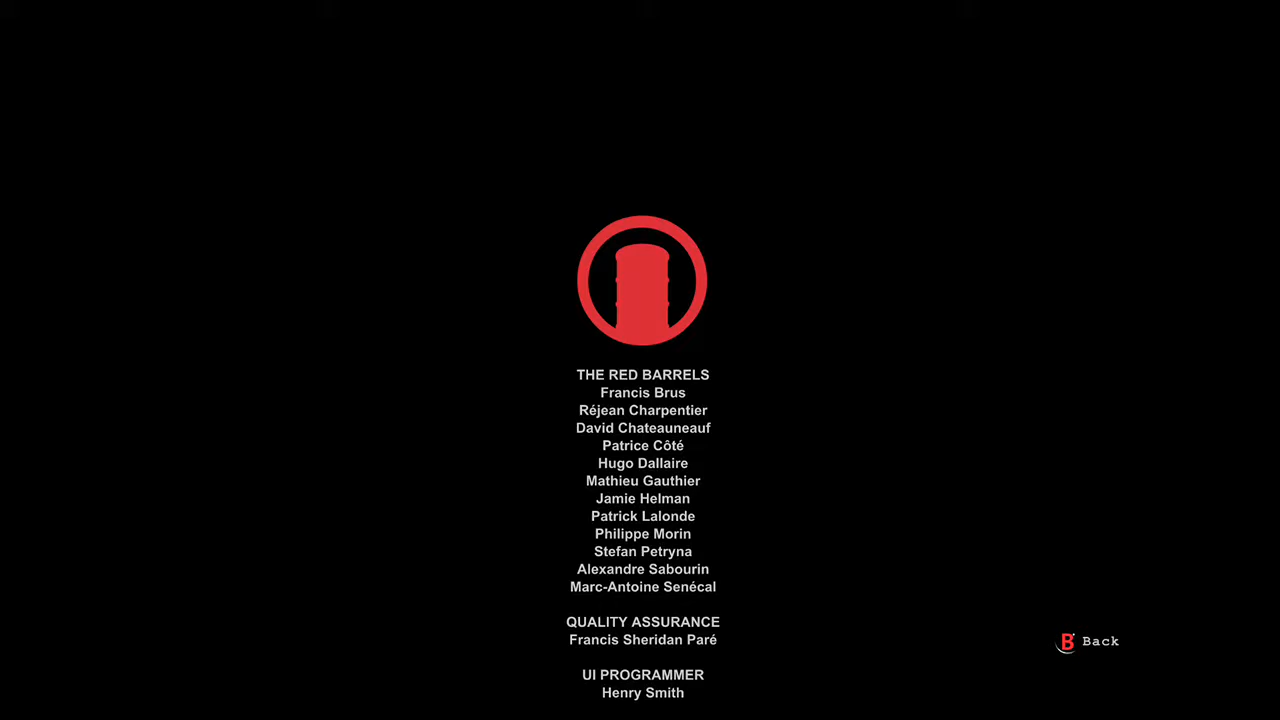 THE RED BARRELS
Francis Brus
Réjean Charpentier
David Chateauneuf
Patrice Côté
Hugo Dallaire
Mathieu Gauthier
Jamie Helman
Patrick Lalonde
Philippe Morin
Stefan Petryna
Alexandre Sabourin
Marc-Antoine Senécal
QUALITY ASSURANCE
Francis Sheridan Paré
B Back
UI PROGRAMMER
Henry Smith